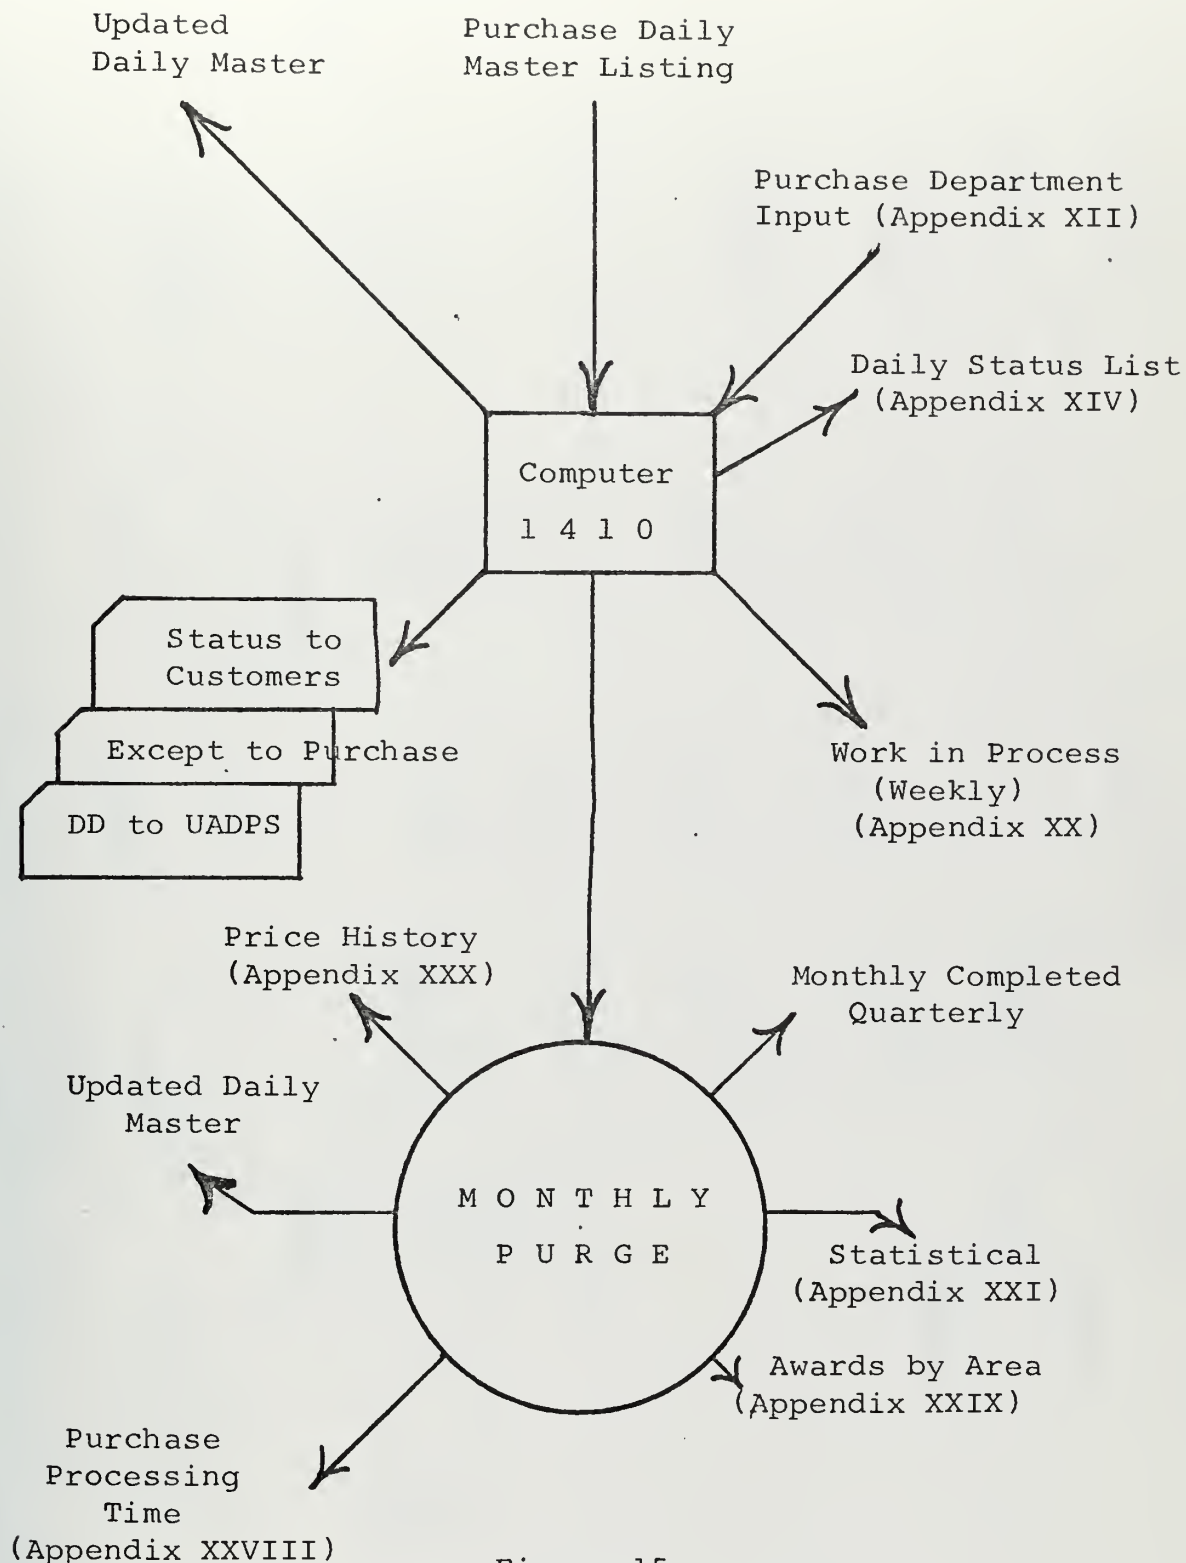 Updated
Daily Master
Purchase Daily
Master Listing
Purchase Department
Input (Appendix XII)
Daily Status List
(Appendix XIV)
Computer
1 4 1 0
Status to
Customers
Except to Purchase
DD to UADPS
Work in Process
(Weekly)
(Appendix XX)
Price History
(Appendix XXX)
Monthly Completed
Quarterly
Updated Daily
Master
M O N T H L Y
P U R G E
Statistical
(Appendix XXI)
Awards by Area
(Appendix XXIX)
Purchase
Processing
Time
(Appendix XXVIII)